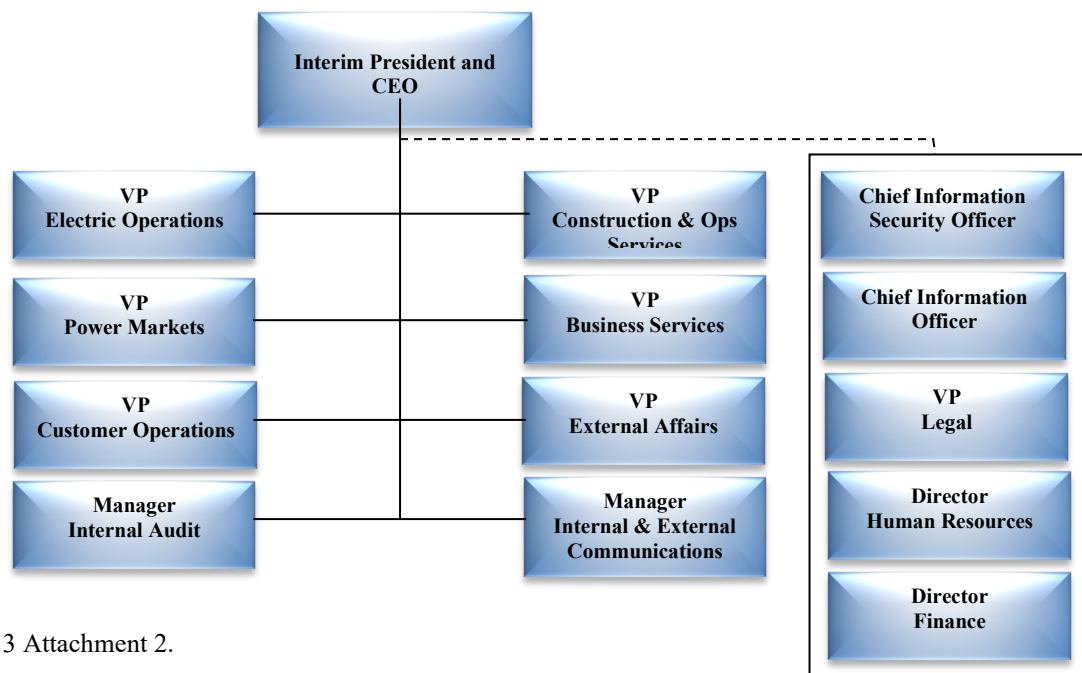 Interim President and
CEO
VP
Electric Operations
VP
Construction & Ops
Services
Chief Information
Security Officer
VP
Power Markets
VP
Business Services
Chief Information
Officer
VP
Customer Operations
VP
External Affairs
VP
Legal
Manager
Internal Audit
Manager
Internal & External
Communications
Director
Human Resources
Director
Finance
3 Attachment 2.